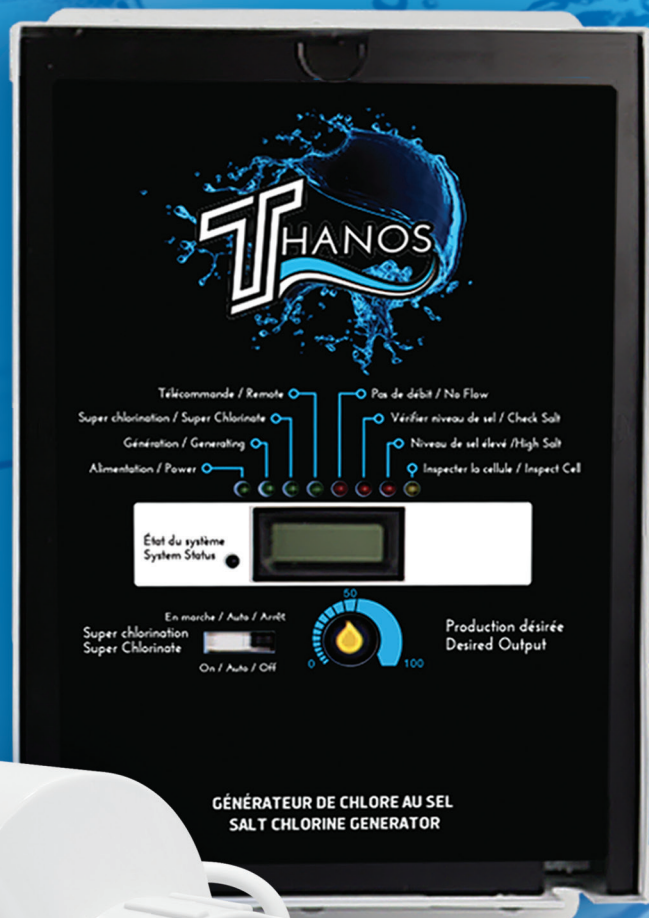 THANOS
Télécommande / Remote
Pas de débit / No Flow
Super chlorination / Super Chlorinate
Vérifier niveau de sel / Check Salt
Génération / Generating
Niveau de sel élevé /High Salt
Alimentation / Power
Inspecter la cellule / Inspect Cell
État du système
System Status
En marche / Auto / Arrêt
Super chlorination
Super Chlorinate
On / Auto / Off
50
0
100
Production désirée
Desired Output
GÉNÉRATEUR DE CHLORE AU SEL
SALT CHLORINE GENERATOR